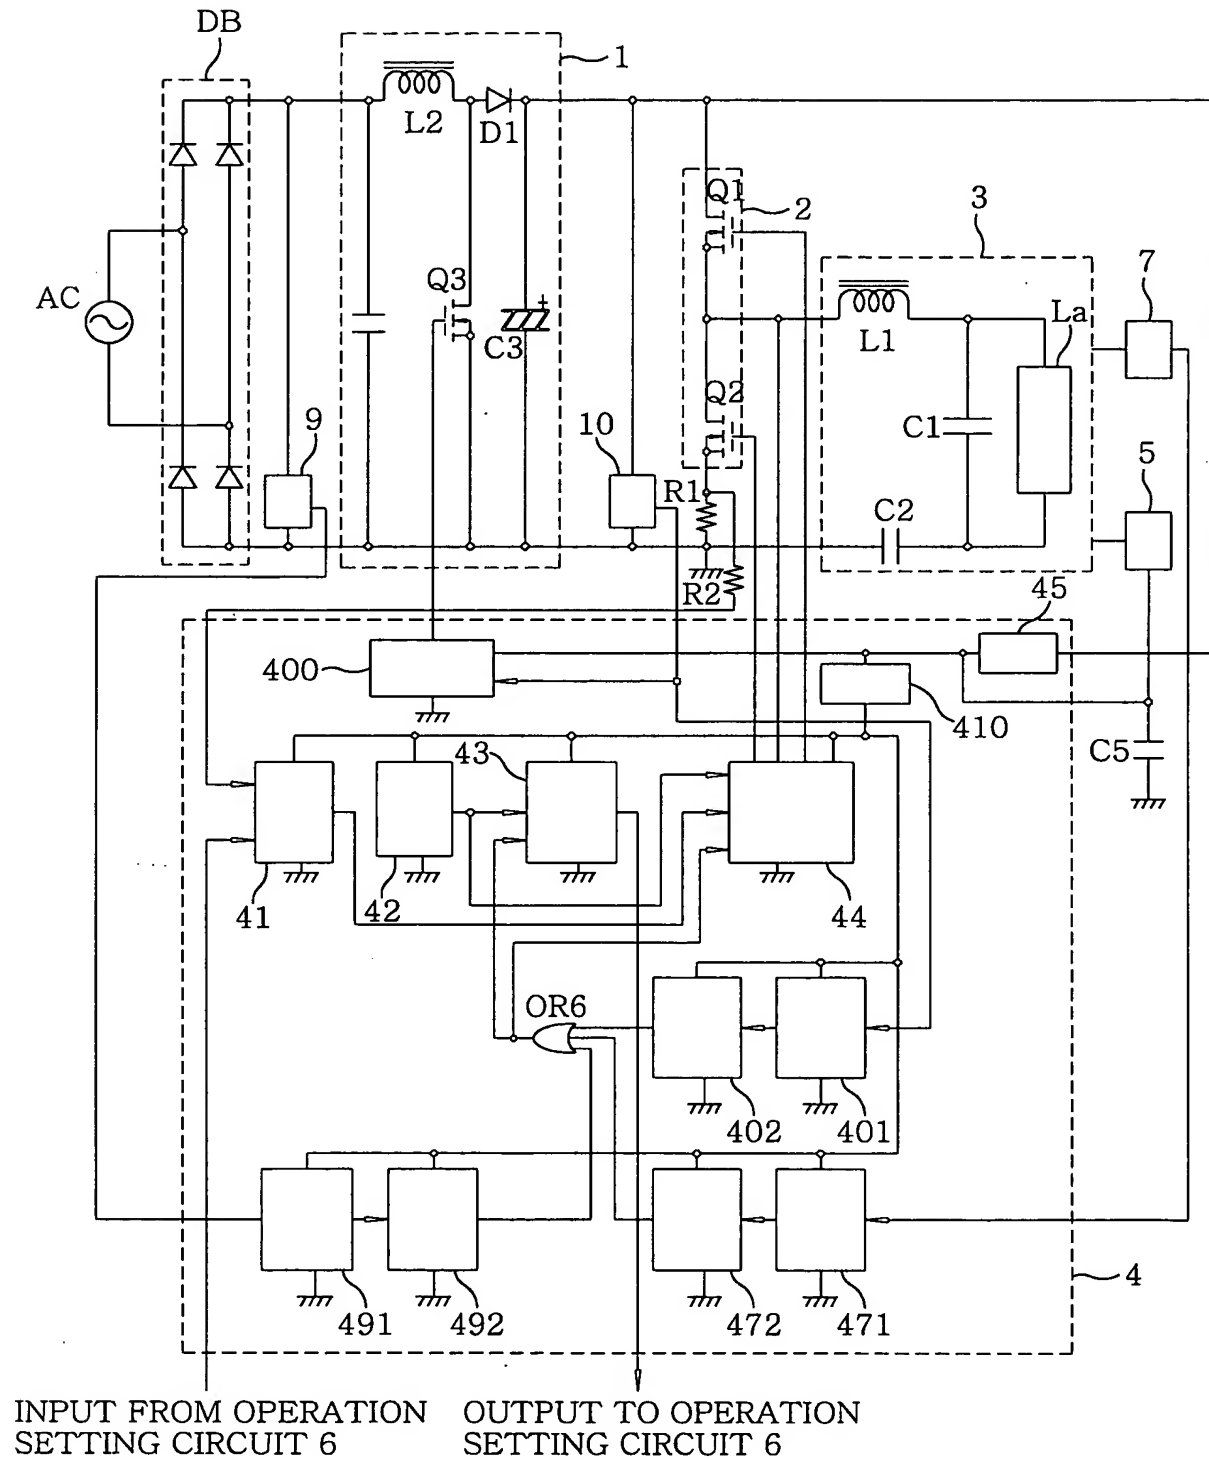 DB
1
L2
D1
Q1
2
3
7
AC
Q3
C3
L1
La
Q2
9
10
C1
5
R1
C2
R2
45
400
410
43
C5
41
42
44
OR6
402
401
491
492
472
471
4
INPUT FROM OPERATION
SETTING CIRCUIT 6
OUTPUT TO OPERATION
SETTING CIRCUIT 6